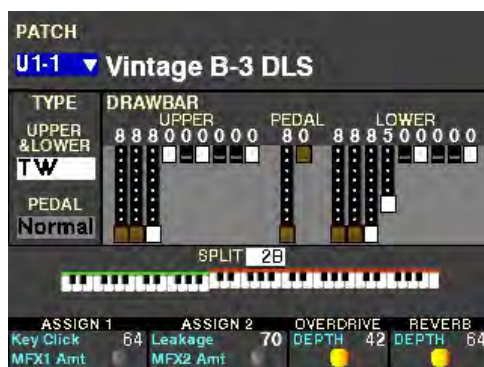 PATCH
U1-1 Vintage B-3 DLS
TYPE DRAWBAR
UPPER PEDAL LOWER
UPPER &LOWER
888000000 80 888500000
TW
PEDAL
Normal
SPLIT 2B
ASSIGN 1 ASSIGN 2 OVERDRIVE REVERB
Key Click 64 Leakage 70 DEPTH 42 DEPTH 64
MFX1 Amt MFX2 Amt